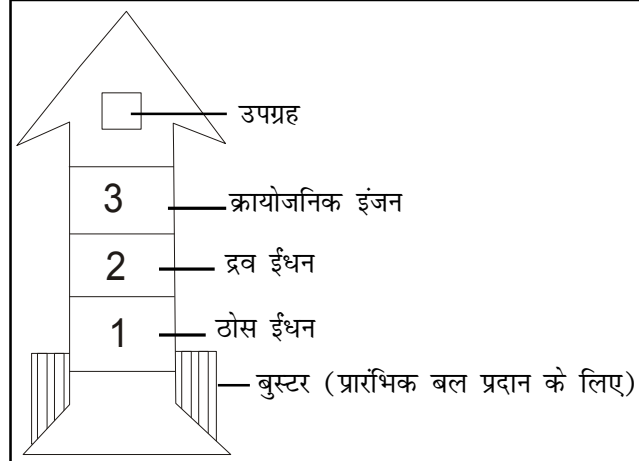 उपग्रह
3 क्रायोजनिक इंजन
2 द्रव ईंधन
1 ठोस ईंधन
बुस्टर (प्रारंभिक बल प्रदान के लिए)